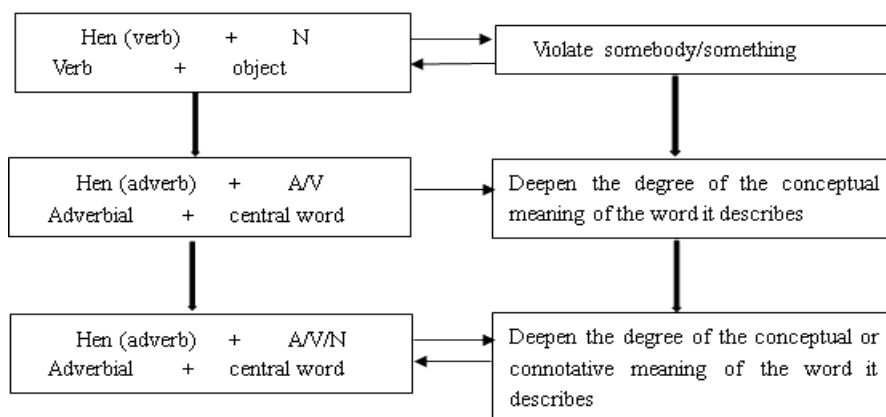 Hen (verb) + N
Verb + object
Violate somebody/something
Hen (adverb) + A/V
Adverbial + central word
Deepen the degree of the conceptual
meaning of the word it describes
Hen (adverb) + A/V/N
Adverbial + central word
Deepen the degree of the conceptual or
connotative meaning of the word it
describes